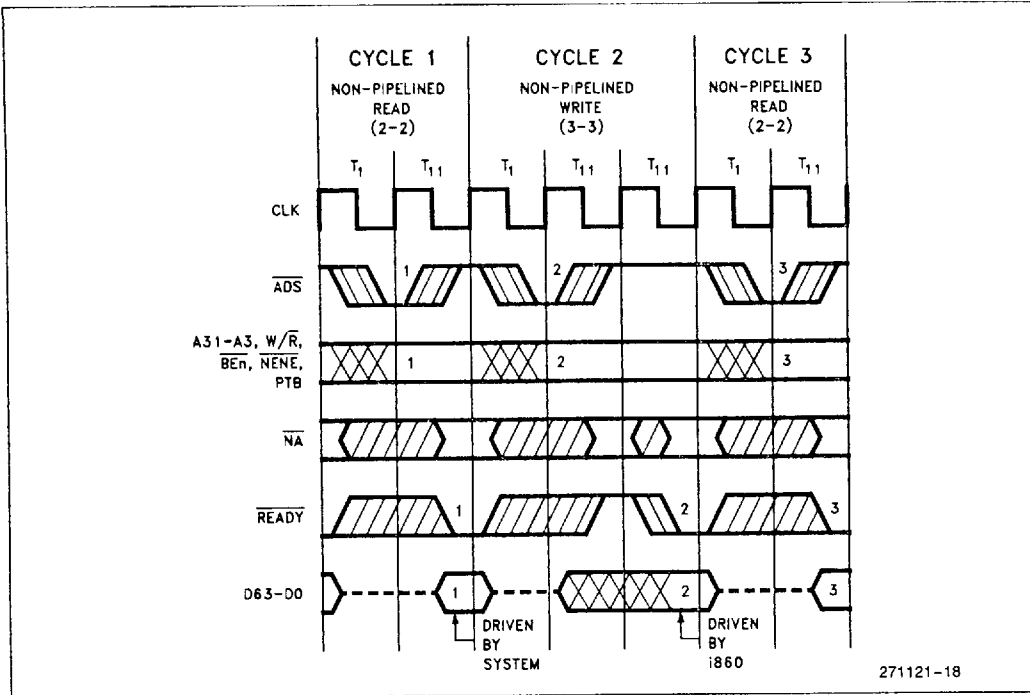 CYCLE 1 CYCLE 2 CYCLE 3
NON-PIPELINED NON-PIPELINED NON-PIPELINED
READ WRITE READ
(2-2) (3-3) (2-2)
T1 T11 T1 T11 T11 T1 T11
CLK
ADS 1 2 3
A31-A3, W/R,
BEn, NENE, 1 2 3
PTB
NA
READY 1 2 3
D63-D0 1 2 3
DRIVEN DRIVEN
BY BY
SYSTEM i860
271121-18